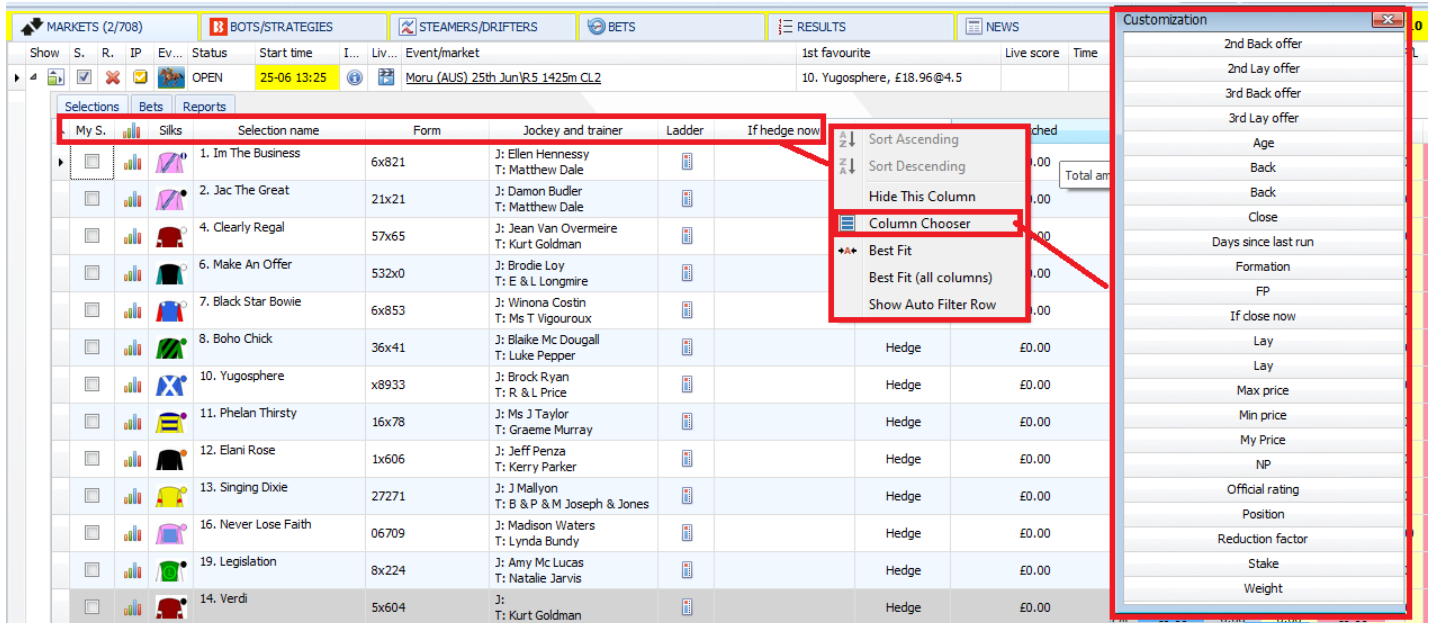 MARKETS (2/708) BOTS/STRATEGIES STEAMERS/DRIFTERS BETS RESULTS NEWS
Show S. R. IP Ev... Status Start time I... Liv... Event/market 1st favourite Live score Time
OPEN 25-06 13:25 Moru (AUS) 25th Jun\R5 1425m CL2 10. Yugosphere, £18.96@4.5
Selections Bets Reports
My S. Silks Selection name Form Jockey and trainer Ladder If hedge now
1. Im The Business 6x821 J: Ellen Hennessy
T: Matthew Dale
2. Jac The Great 21x21 J: Damon Budler
T: Matthew Dale
4. Clearly Regal 57x65 J: Jean Van Overmeire
T: Kurt Goldman
6. Make An Offer 532x0 J: Brodie Loy
T: E & L Longmire
7. Black Star Bowie 6x853 J: Winona Costin
T: Ms T Vigouroux
8. Boho Chick 36x41 J: Blaike Mc Dougall
T: Luke Pepper
Hedge £0.00
10. Yugosphere x8933 J: Brock Ryan
T: R & L Price
Hedge £0.00
11. Phelan Thirsty 16x78 J: Ms J Taylor
T: Graeme Murray
Hedge £0.00
12. Elani Rose 1x606 J: Jeff Penza
T: Kerry Parker
Hedge £0.00
13. Singing Dixie 27271 J: J Mallyon
T: B & P & M Joseph & Jones
Hedge £0.00
16. Never Lose Faith 06709 J: Madison Waters
T: Lynda Bundy
Hedge £0.00
19. Legislation 8x224 J: Amy Mc Lucas
T: Natalie Jarvis
Hedge £0.00
14. Verdi 5x604 J:
T: Kurt Goldman
Hedge £0.00
Sort Ascending
Sort Descending
Hide This Column
Column Chooser
Best Fit
Best Fit (all columns)
Show Auto Filter Row
Total am
Customization
2nd Back offer
2nd Lay offer
3rd Back offer
3rd Lay offer
Age
Back
Back
Close
Days since last run
Formation
FP
If close now
Lay
Lay
Max price
Min price
My Price
NP
Official rating
Position
Reduction factor
Stake
Weight